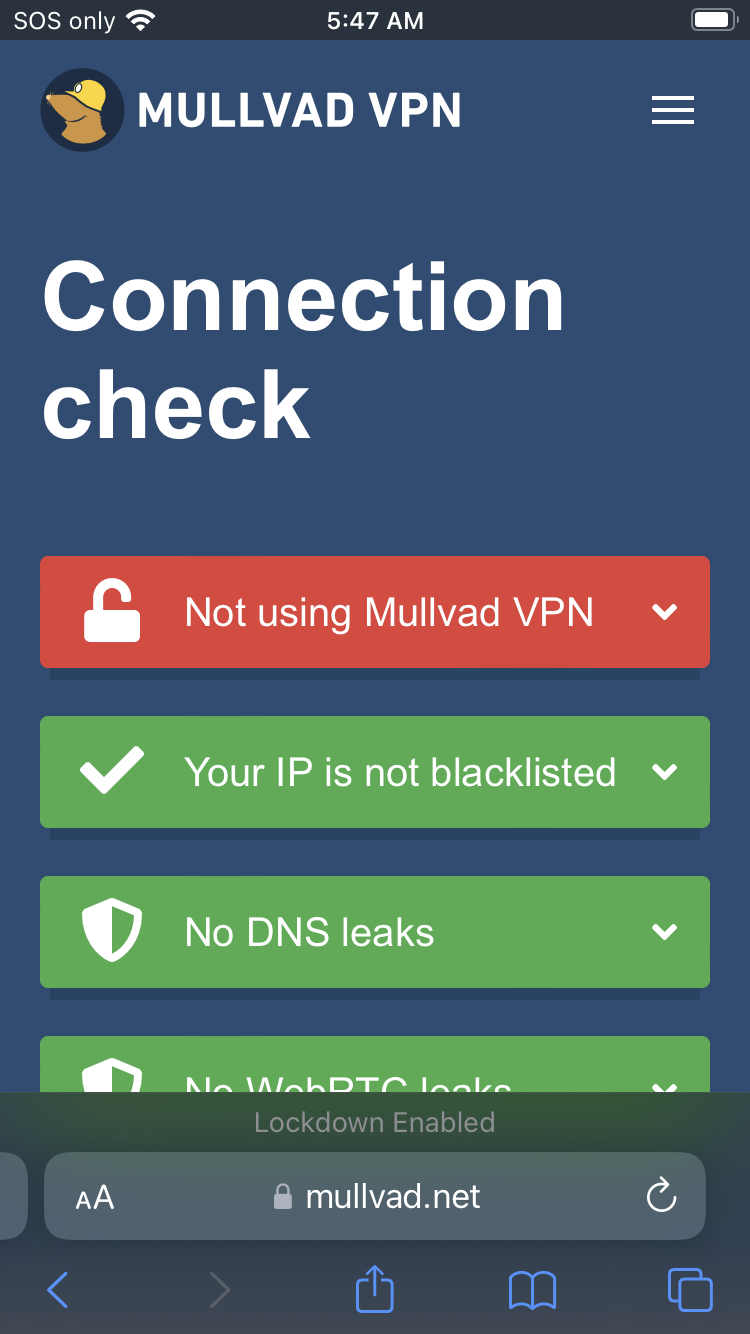 SOS only 5:47 AM
MULLVAD VPN
Connection
check
Not using Mullvad VPN
Your IP is not blacklisted
No DNS leaks
No WebRTC leaks
Lockdown Enabled
AA mullvad.net